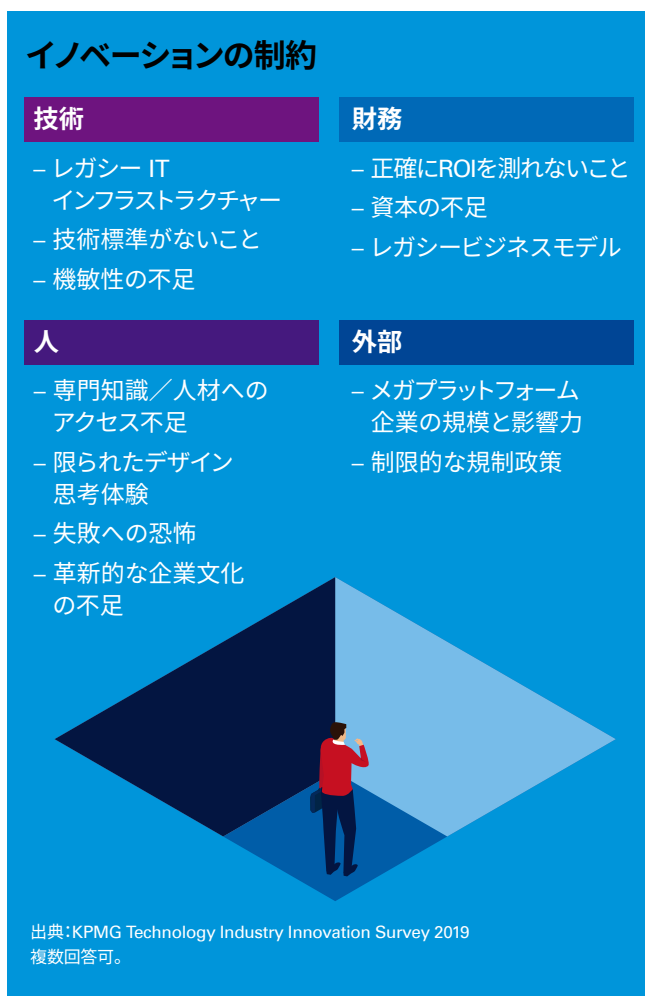 イノベーションの制約
技術
– レガシー IT
インフラストラクチャー
– 技術標準がないこと
– 機敏性の不足
財務
– 正確にROIを測れないこと
– 資本の不足
– レガシービジネスモデル
人
– 専門知識／人材への
アクセス不足
– 限られたデザイン
思考体験
– 失敗への恐怖
– 革新的な企業文化
の不足
外部
– メガプラットフォーム
企業の規模と影響力
– 制限的な規制政策
出典：KPMG Technology Industry Innovation Survey 2019
複数回答可。